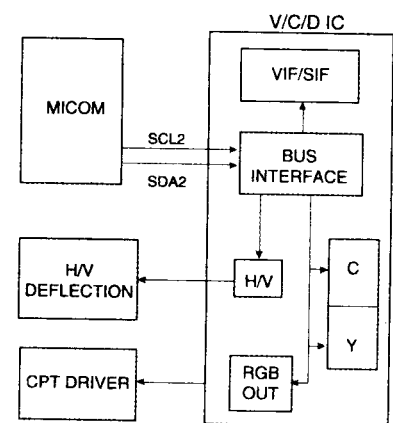 V/C/D IC
VIF/SIF
MICOM
SCL2
BUS
INTERFACE
SDA2
H/V
DEFLECTION
H/V
C
Y
CPT DRIVER
RGB
OUT